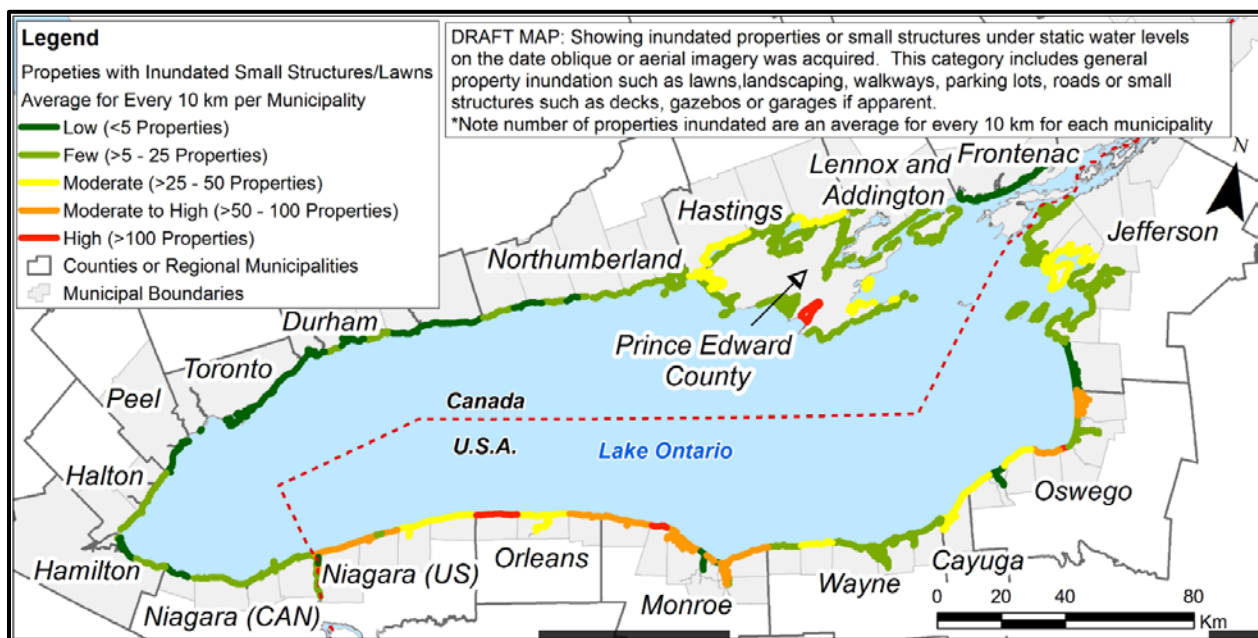 Legend
Propeties with Inundated Small Structures/Lawns
Average for Every 10 km per Municipality
Low (<5 Properties)
Few (>5 - 25 Properties)
Moderate (>25 - 50 Properties)
Moderate to High (>50 - 100 Properties)
High (>100 Properties)
Counties or Regional Municipalities
Municipal Boundaries
DRAFT MAP: Showing inundated properties or small structures under static water levels
on the date oblique or aerial imagery was acquired. This category includes general
property inundation such as lawns,landscaping, walkways, parking lots, roads or small
structures such as decks, gazebos or garages if apparent.
*Note number of properties inundated are an average for every 10 km for each municipality
N
Frontenac
Lennox and
Addington
Hastings
Jefferson
Northumberland
Durham
Prince Edward
County
Toronto
Peel
Canada
U.S.A.
Lake Ontario
Halton
Oswego
Hamilton
Niagara (US)
Orleans
Cayuga
Wayne
Niagara (CAN)
Monroe
0 20 40 80
Km